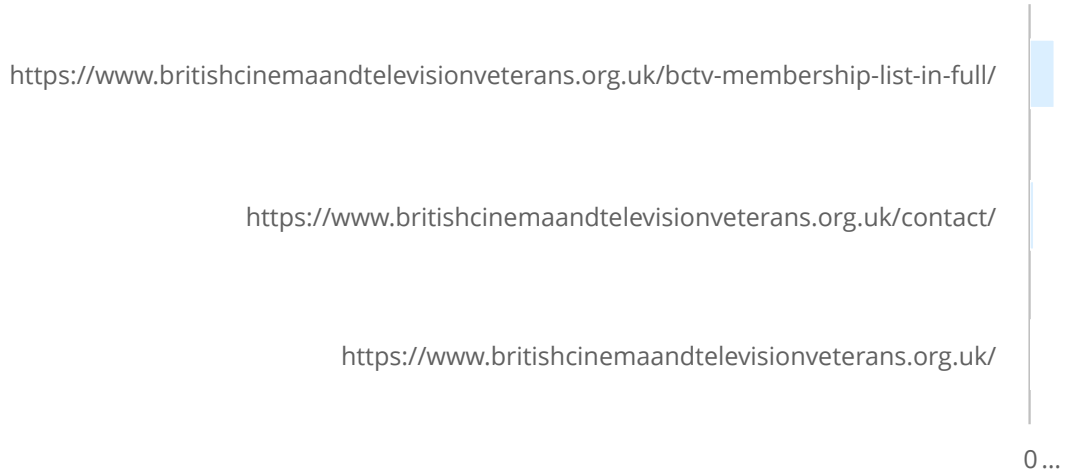 https://www.britishcinemaandtelevisionveterans.org.uk/bctv-membership-list-in-full/
https://www.britishcinemaandtelevisionveterans.org.uk/contact/
https://www.britishcinemaandtelevisionveterans.org.uk/
0 ...